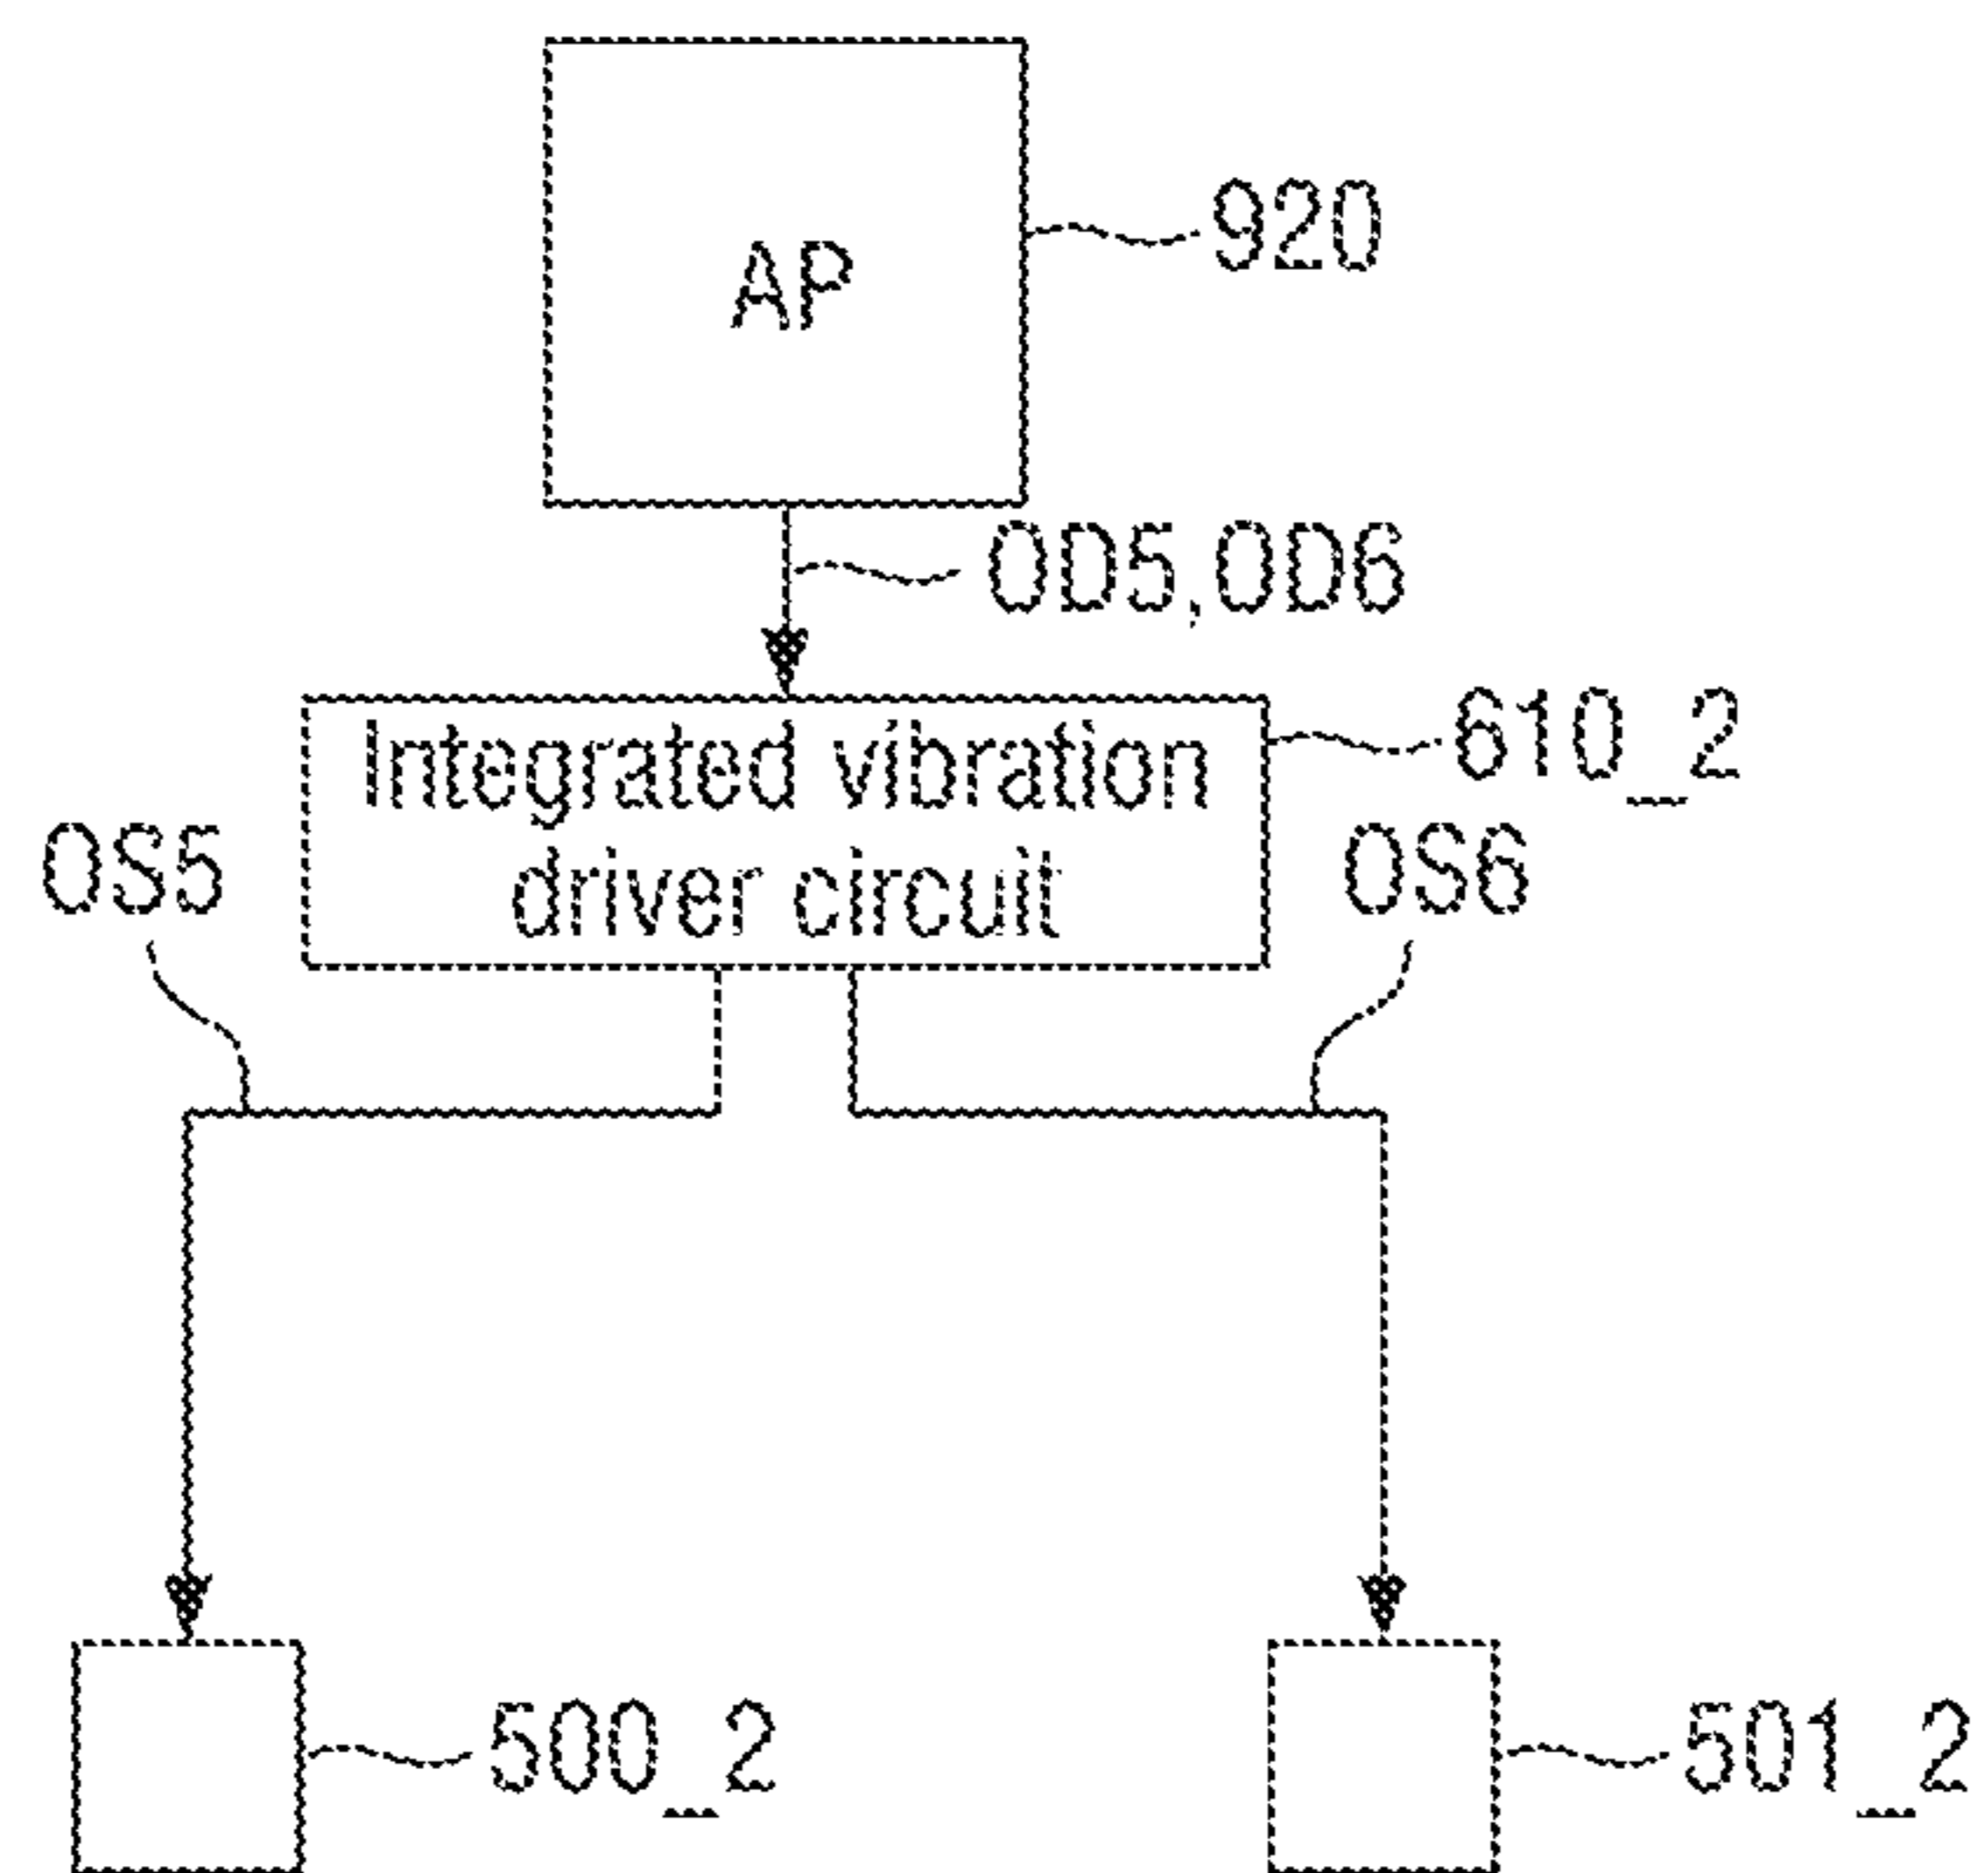 AP
920
OD5,OD6
Integrated vibration
driver circuit
610_2
OS5
OS6
500_2
501_2